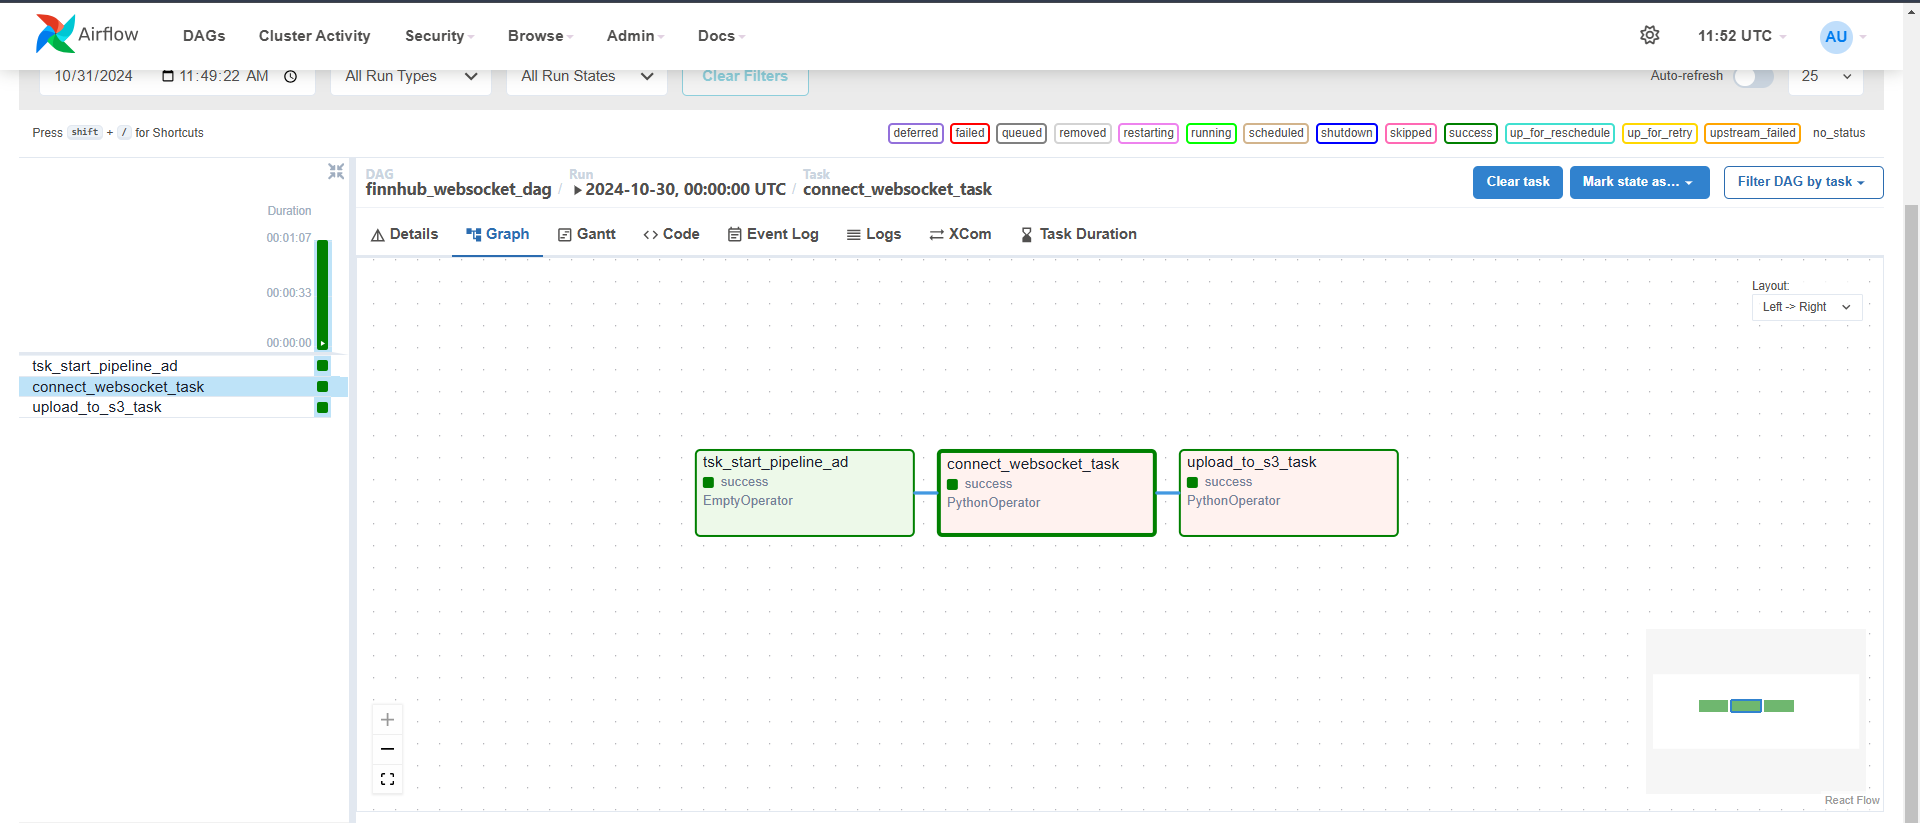 Airflow
DAGs
Cluster Activity
Security
Browse
Admin
Docs
11:52 UTC
AU
10/31/2024
11:49:22 AM
All Run Types
All Run States
Clear Filters
Auto-refresh
25
Press shift + / for Shortcuts
deferred
failed
queued
removed
restarting
running
scheduled
shutdown
skipped
success
up_for_reschedule
up_for_retry
upstream_failed
no_status
DAG
finnhub_websocket_dag
/
Run
2024-10-30, 00:00:00 UTC
/
Task
connect_websocket_task
Clear task
Mark state as...
Filter DAG by task
Duration
00:01:07
00:00:33
00:00:00
tsk_start_pipeline_ad
connect_websocket_task
upload_to_s3_task
Details
Graph
Gantt
Code
Event Log
Logs
XCom
Task Duration
Layout:
Left -> Right
tsk_start_pipeline_ad
success
EmptyOperator
connect_websocket_task
success
PythonOperator
upload_to_s3_task
success
PythonOperator
React Flow